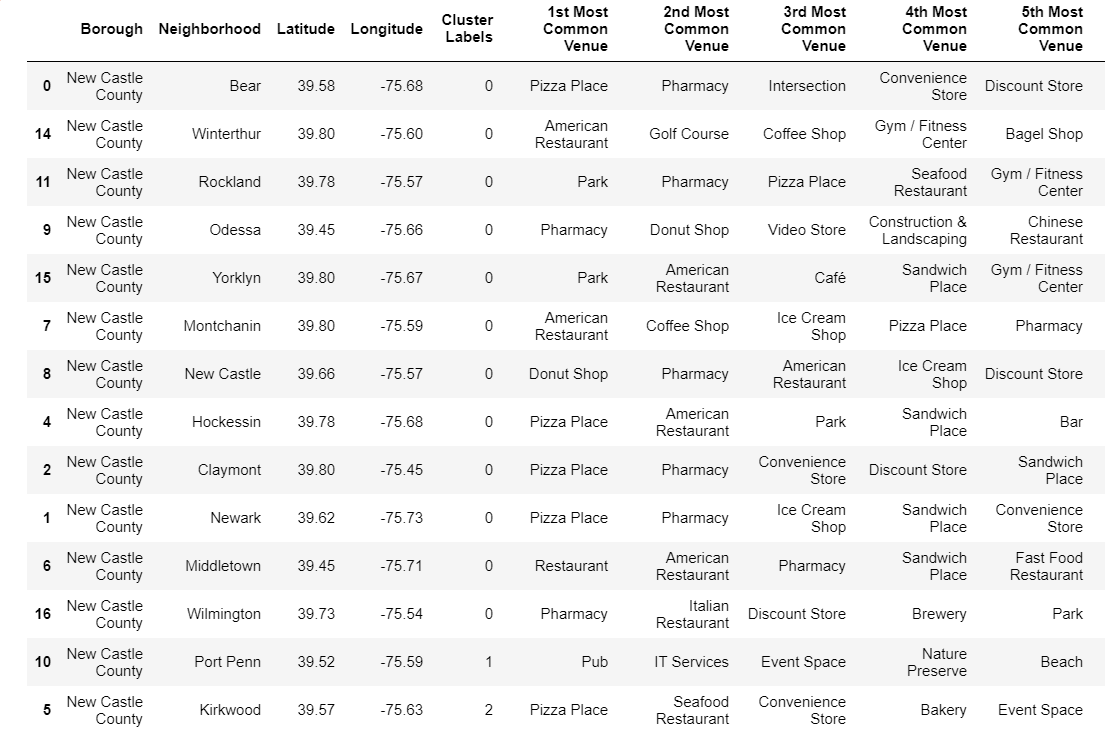 Borough Neighborhood Latitude Longitude Cluster Labels 1st Most Common Venue 2nd Most Common Venue 3rd Most Common Venue 4th Most Common Venue 5th Most Common Venue
0 New Castle County Bear 39.58 -75.68 0 Pizza Place Pharmacy Intersection Convenience Store Discount Store
14 New Castle County Winterthur 39.80 -75.60 0 American Restaurant Golf Course Coffee Shop Gym / Fitness Center Bagel Shop
11 New Castle County Rockland 39.78 -75.57 0 Park Pharmacy Pizza Place Seafood Restaurant Gym / Fitness Center
9 New Castle County Odessa 39.45 -75.66 0 Pharmacy Donut Shop Video Store Construction & Landscaping Chinese Restaurant
15 New Castle County Yorklyn 39.80 -75.67 0 Park American Restaurant Café Sandwich Place Gym / Fitness Center
7 New Castle County Montchanin 39.80 -75.59 0 American Restaurant Coffee Shop Ice Cream Shop Pizza Place Pharmacy
8 New Castle County New Castle 39.66 -75.57 0 Donut Shop Pharmacy American Restaurant Ice Cream Shop Discount Store
4 New Castle County Hockessin 39.78 -75.68 0 Pizza Place American Restaurant Park Sandwich Place Bar
2 New Castle County Claymont 39.80 -75.45 0 Pizza Place Pharmacy Convenience Store Discount Store Sandwich Place
1 New Castle County Newark 39.62 -75.73 0 Pizza Place Pharmacy Ice Cream Shop Sandwich Place Convenience Store
6 New Castle County Middletown 39.45 -75.71 0 Restaurant American Restaurant Pharmacy Sandwich Place Fast Food Restaurant
16 New Castle County Wilmington 39.73 -75.54 0 Pharmacy Italian Restaurant Discount Store Brewery Park
10 New Castle County Port Penn 39.52 -75.59 1 Pub IT Services Event Space Nature Preserve Beach
5 New Castle County Kirkwood 39.57 -75.63 2 Pizza Place Seafood Restaurant Convenience Store Bakery Event Space